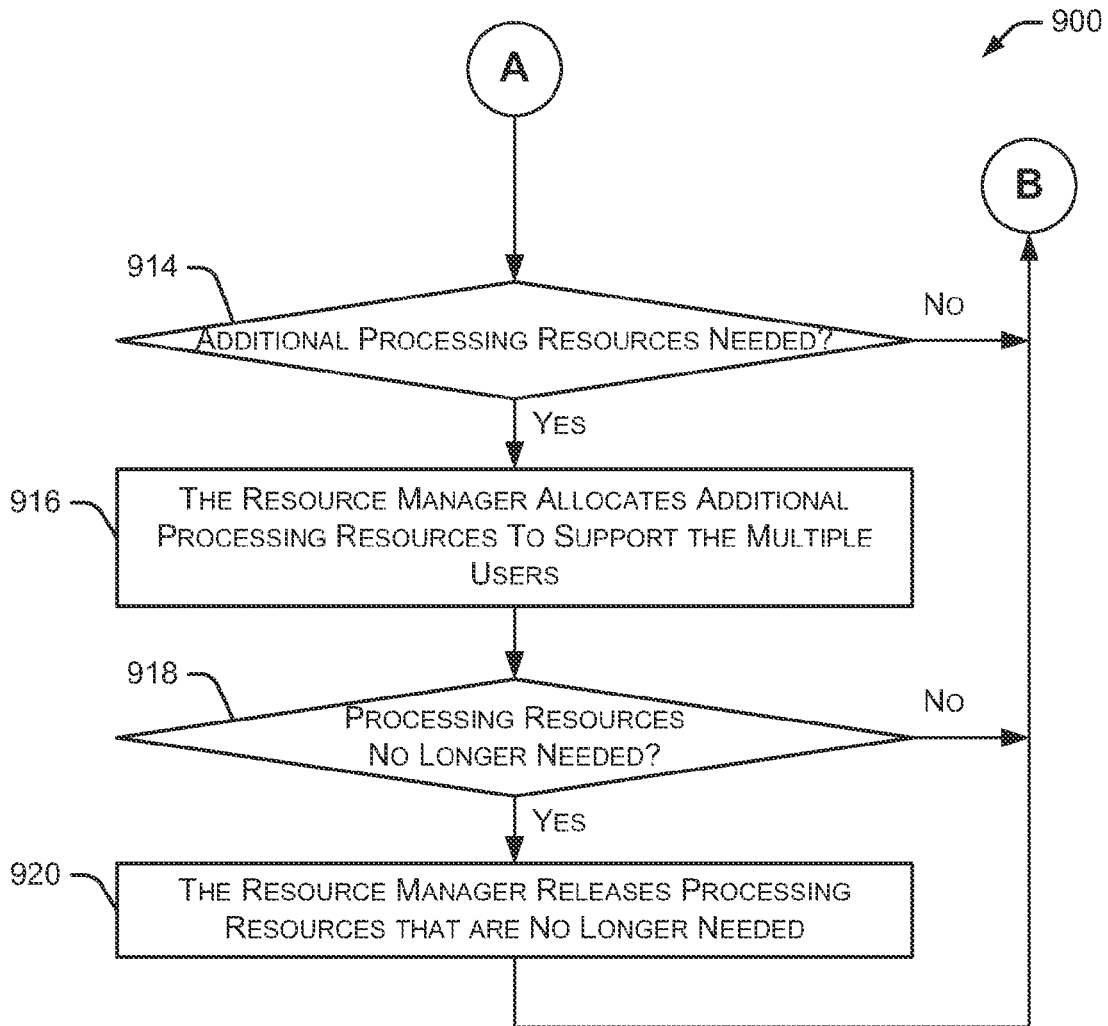 900
A
B
914
ADDITIONAL PROCESSING RESOURCES NEEDED?
NO
YES
916
THE RESOURCE MANAGER ALLOCATES ADDITIONAL
PROCESSING RESOURCES TO SUPPORT THE MULTIPLE
USERS
918
PROCESSING RESOURCES
NO LONGER NEEDED?
NO
YES
920
THE RESOURCE MANAGER RELEASES PROCESSING
RESOURCES THAT ARE NO LONGER NEEDED